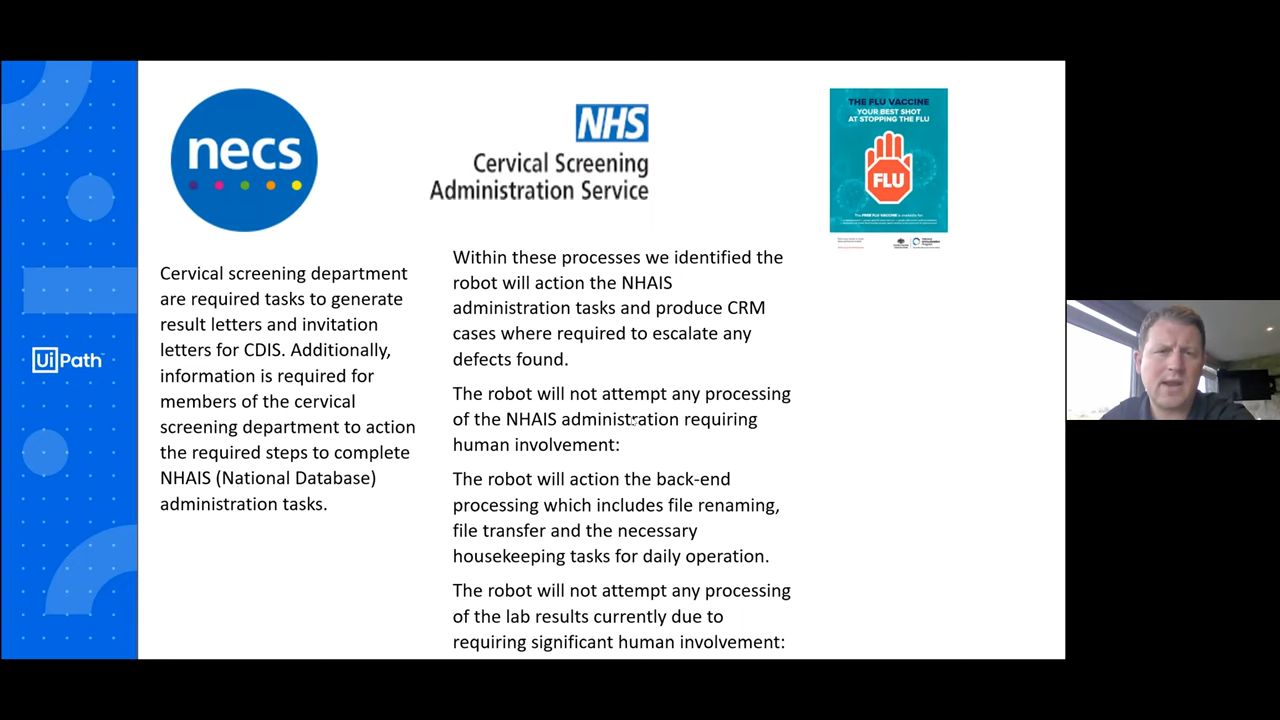 UiPath
necs
Cervical screening department
are required tasks to generate
result letters and invitation
letters for CDIS. Additionally,
information is required for
members of the cervical
screening department to action
the required steps to complete
NHAIS (National Database)
administration tasks.
NHS
Cervical Screening
Administration Service
Within these processes we identified the
robot will action the NHAIS
administration tasks and produce CRM
cases where required to escalate any
defects found.
The robot will not attempt any processing
of the NHAIS administration requiring
human involvement:
The robot will action the back-end
processing which includes file renaming,
file transfer and the necessary
housekeeping tasks for daily operation.
The robot will not attempt any processing
of the lab results currently due to
requiring significant human involvement:
THE FLU VACCINE
YOUR BEST SHOT
AT STOPPING THE FLU
FLU
The FREE FLU VACCINE is available for: